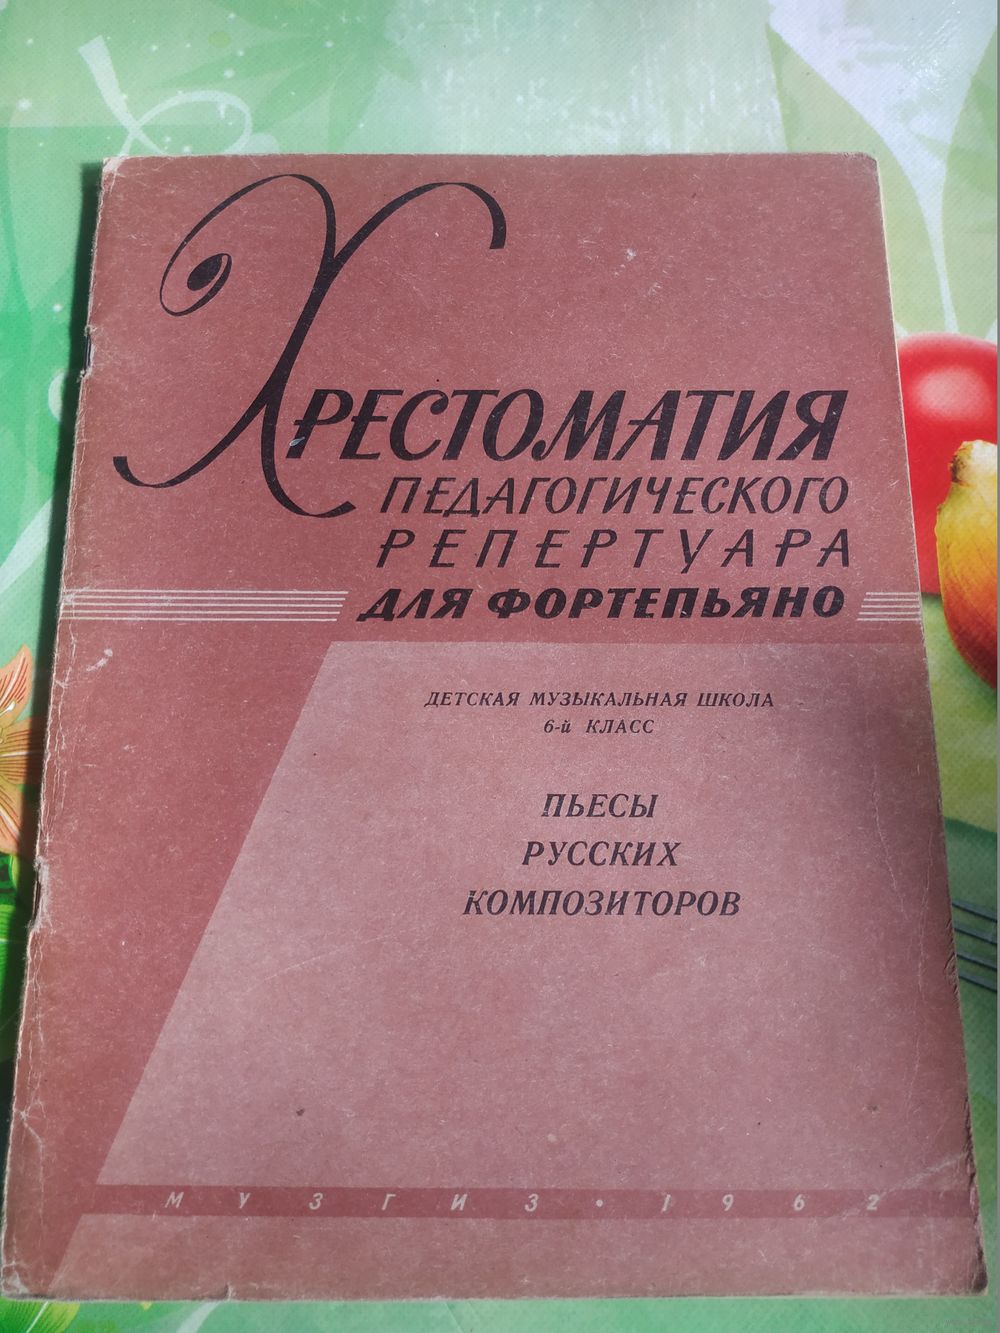 ХРЕСТОМАТИЯ
ПЕДАГОГИЧЕСКОГО
РЕПЕРТУАРА
ДЛЯ ФОРТЕПЬЯНО
ДЕТСКАЯ МУЗЫКАЛЬНАЯ ШКОЛА
6-й КЛАСС
ПЬЕСЫ
РУССКИХ
КОМПОЗИТОРОВ
МУЗГИЗ • 1962